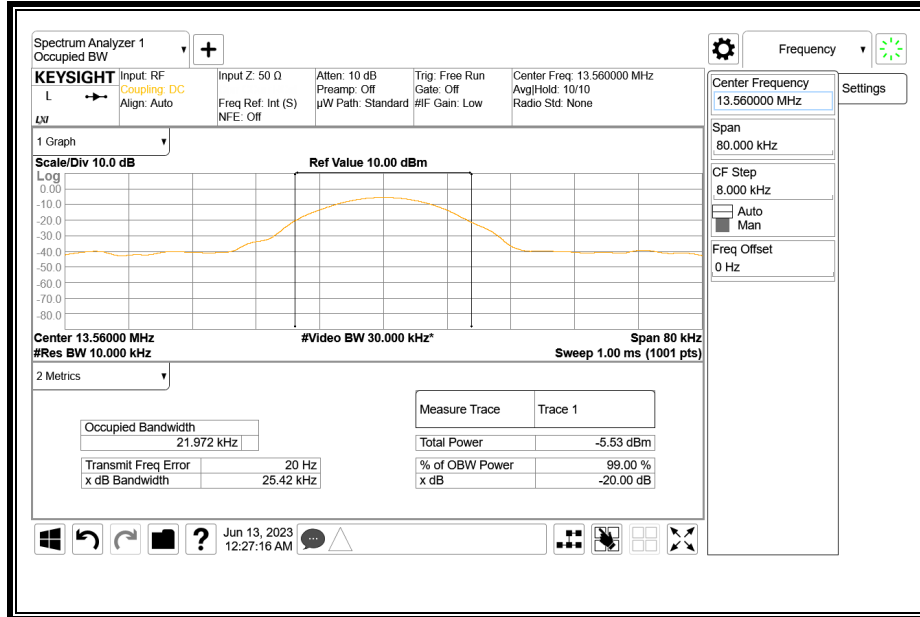 Spectrum Analyzer 1
Occupied BW
▼
+
Frequency
▼
KEYSIGHT
L
LXI
Input: RF
Coupling: DC
Align: Auto
Input Z: 50 Ω
Freq Ref: Int (S)
NFE: Off
Atten: 10 dB
Preamp: Off
µW Path: Standard
Trig: Free Run
Gate: Off
#IF Gain: Low
Center Freq: 13.560000 MHz
Avg|Hold: 10/10
Radio Std: None
Center Frequency
13.560000 MHz
Settings
Span
80.000 kHz
CF Step
8.000 kHz
Auto
Man
Freq Offset
0 Hz
1 Graph ▼
Scale/Div 10.0 dB
Ref Value 10.00 dBm
Log
0.00
-10.0
-20.0
-30.0
-40.0
-50.0
-60.0
-70.0
-80.0
Center 13.56000 MHz
#Video BW 30.000 kHz*
Span 80 kHz
#Res BW 10.000 kHz
Sweep 1.00 ms (1001 pts)
2 Metrics ▼
Measure Trace Trace 1
Occupied Bandwidth
21.972 kHz
Total Power -5.53 dBm
Transmit Freq Error 20 Hz
% of OBW Power 99.00 %
x dB Bandwidth 25.42 kHz
x dB -20.00 dB
?
Jun 13, 2023
12:27:16 AM